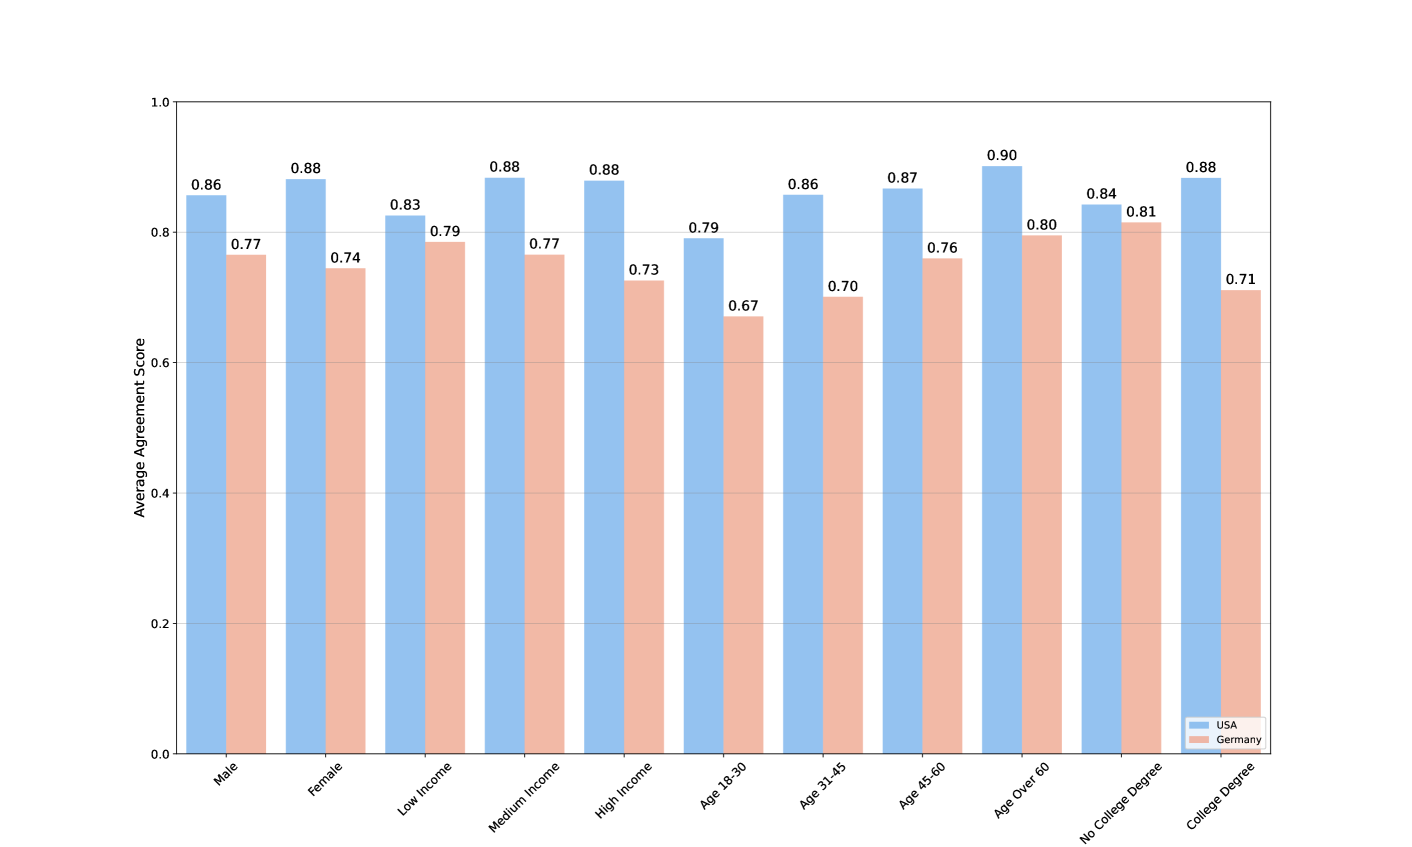 1.0
0.8
0.6
0.4
0.2
0.0
Average Agreement Score
0.86
0.77
0.88
0.74
0.83
0.79
0.88
0.77
0.88
0.73
0.79
0.67
0.86
0.70
0.87
0.76
0.90
0.80
0.84
0.81
0.88
0.71
USA
Germany
Male
Female
Low Income
Medium Income
High Income
Age 18-30
Age 31-45
Age 45-60
Age Over 60
No College Degree
College Degree